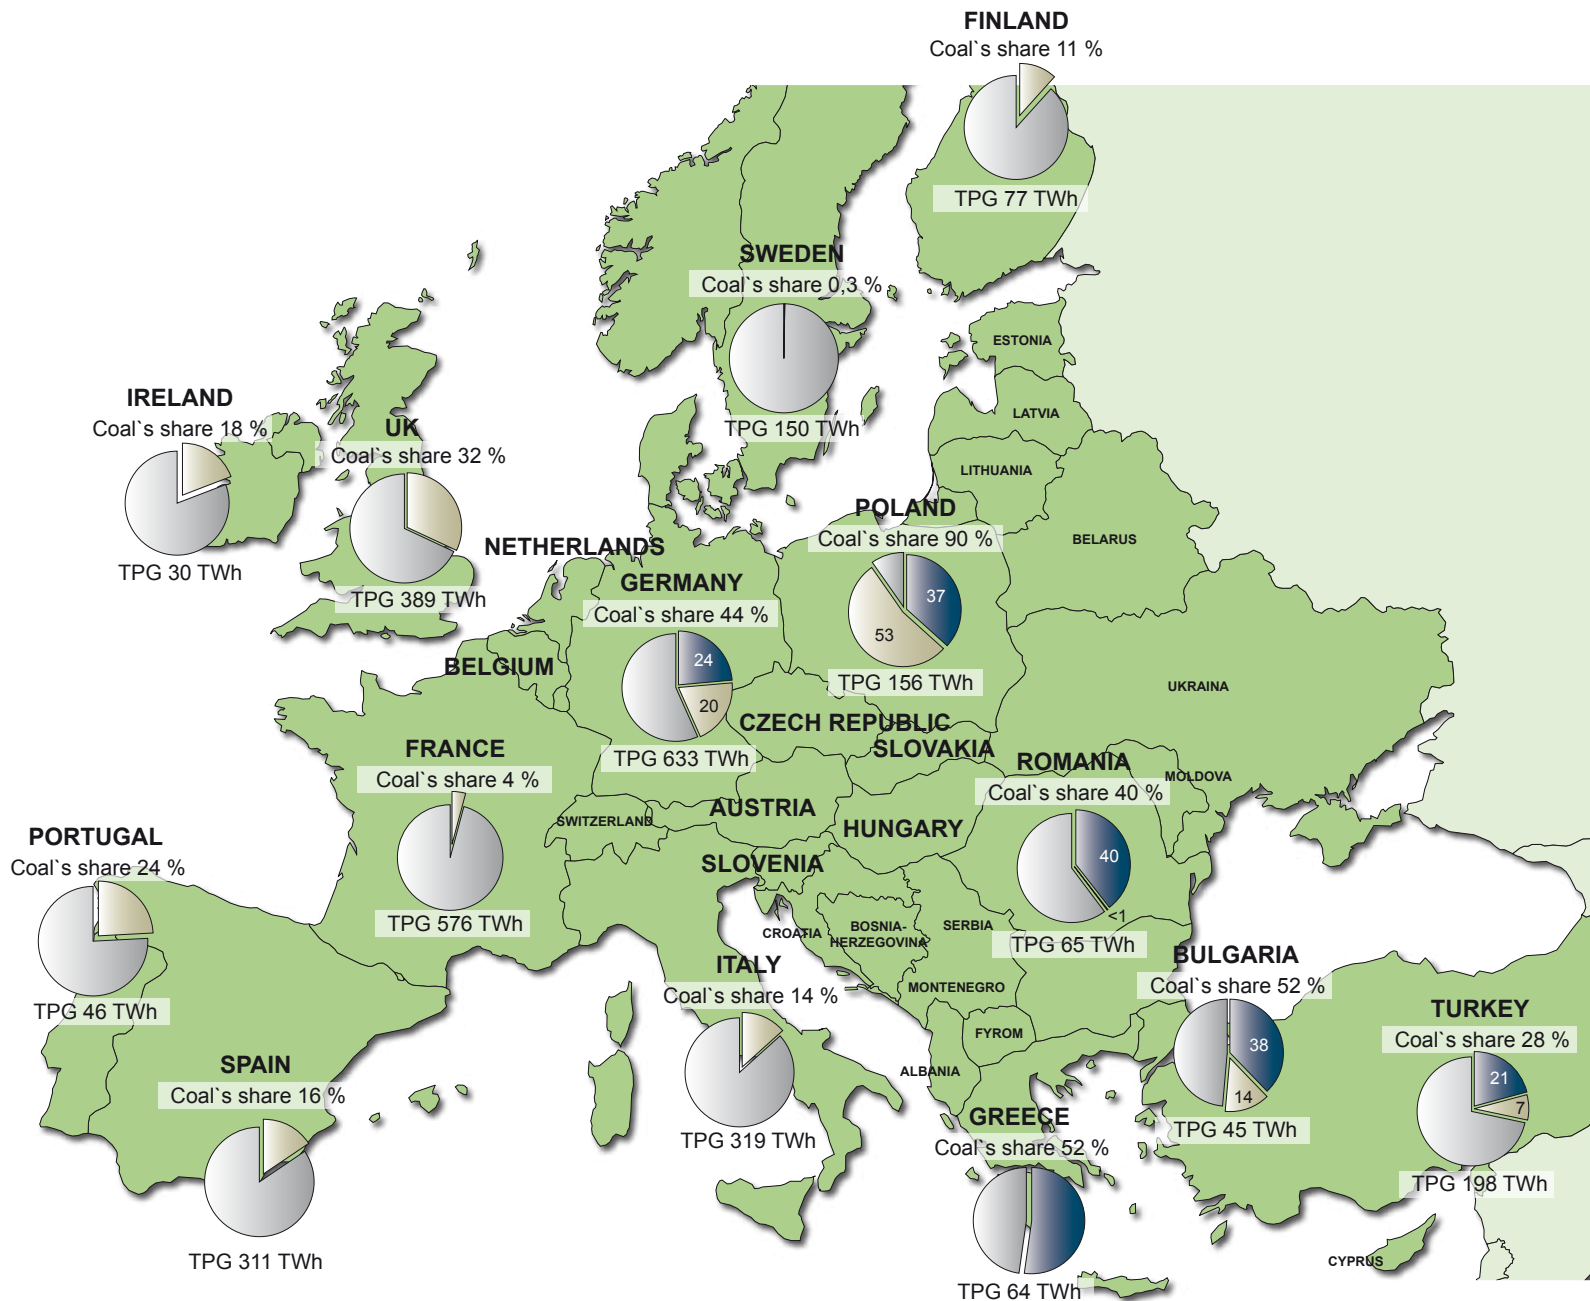 FINLAND
Coal`s share 11 %
TPG 77 TWh
SWEDEN
Coal`s share 0,3 %
TPG 150 TWh
ESTONIA
LATVIA
LITHUANIA
BELARUS
IRELAND
Coal`s share 18 %
TPG 30 TWh
UK
Coal`s share 32 %
TPG 389 TWh
NETHERLANDS
POLAND
Coal`s share 90 %
37
53
TPG 156 TWh
GERMANY
Coal`s share 44 %
24
20
TPG 633 TWh
BELGIUM
UKRAINA
CZECH REPUBLIC
SLOVAKIA
FRANCE
Coal`s share 4 %
TPG 576 TWh
ROMANIA
Coal`s share 40 %
40
<1
TPG 65 TWh
MOLDOVA
SWITZERLAND
AUSTRIA
HUNGARY
PORTUGAL
Coal`s share 24 %
TPG 46 TWh
SLOVENIA
CROATIA
BOSNIA-
HERZEGOVINA
SERBIA
MONTENEGRO
FYROM
ALBANIA
ITALY
Coal`s share 14 %
TPG 319 TWh
BULGARIA
Coal`s share 52 %
38
14
TPG 45 TWh
TURKEY
Coal`s share 28 %
21
7
TPG 198 TWh
SPAIN
Coal`s share 16 %
TPG 311 TWh
GREECE
Coal`s share 52 %
TPG 64 TWh
CYPRUS